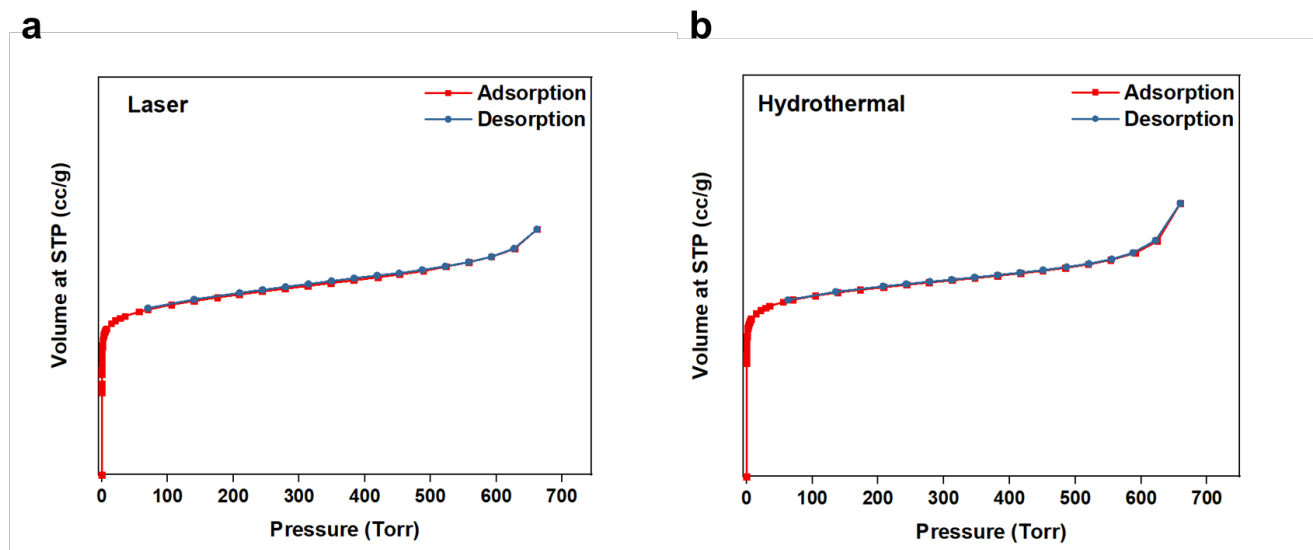 a
Laser
Adsorption
Desorption
Volume at STP (cc/g)
0 100 200 300 400 500 600 700
Pressure (Torr)
b
Hydrothermal
Adsorption
Desorption
Volume at STP (cc/g)
0 100 200 300 400 500 600 700
Pressure (Torr)